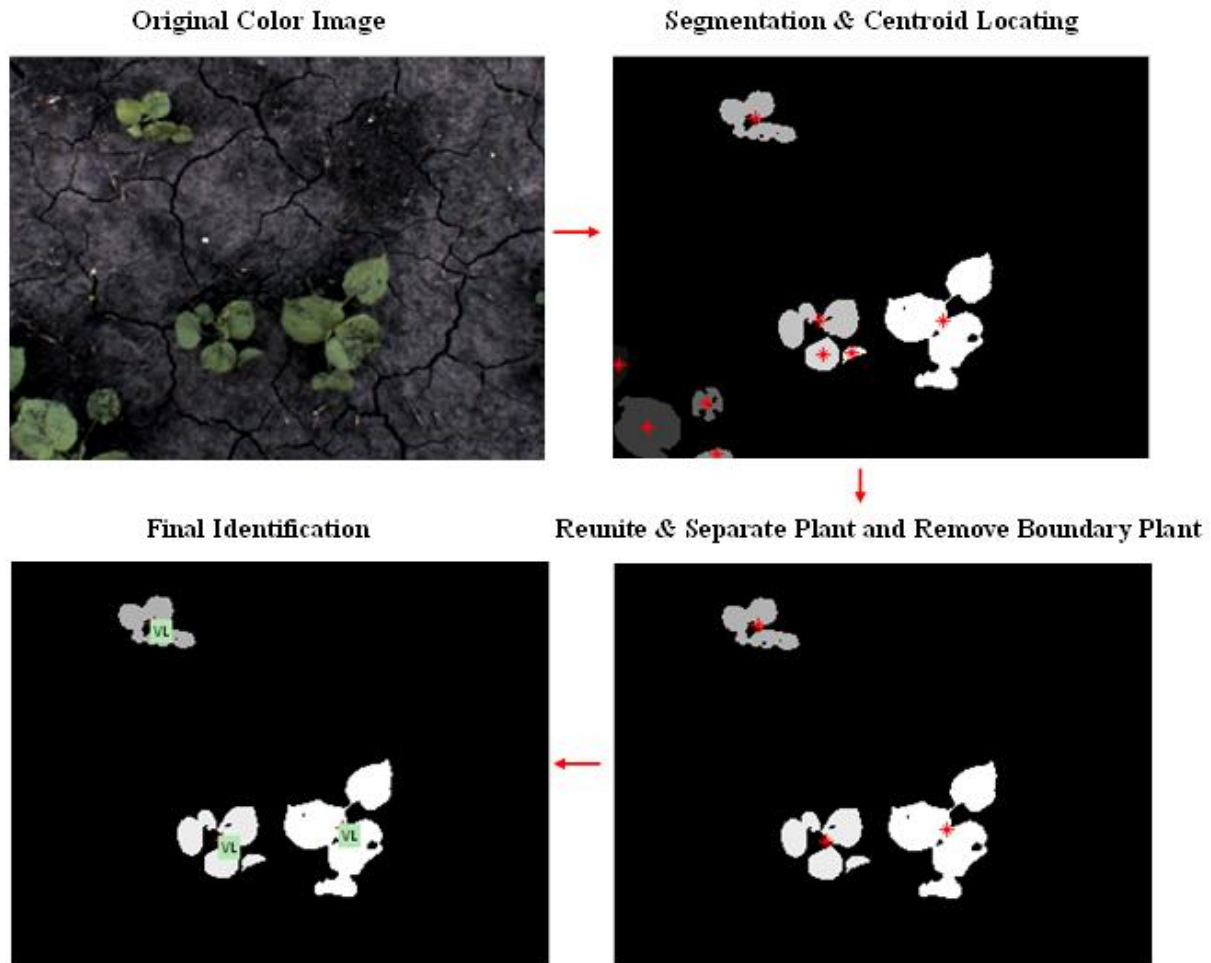 Original Color Image
Segmentation & Centroid Locating
Final Identification
Reunite & Separate Plant and Remove Boundary Plant
VL
VL
VL